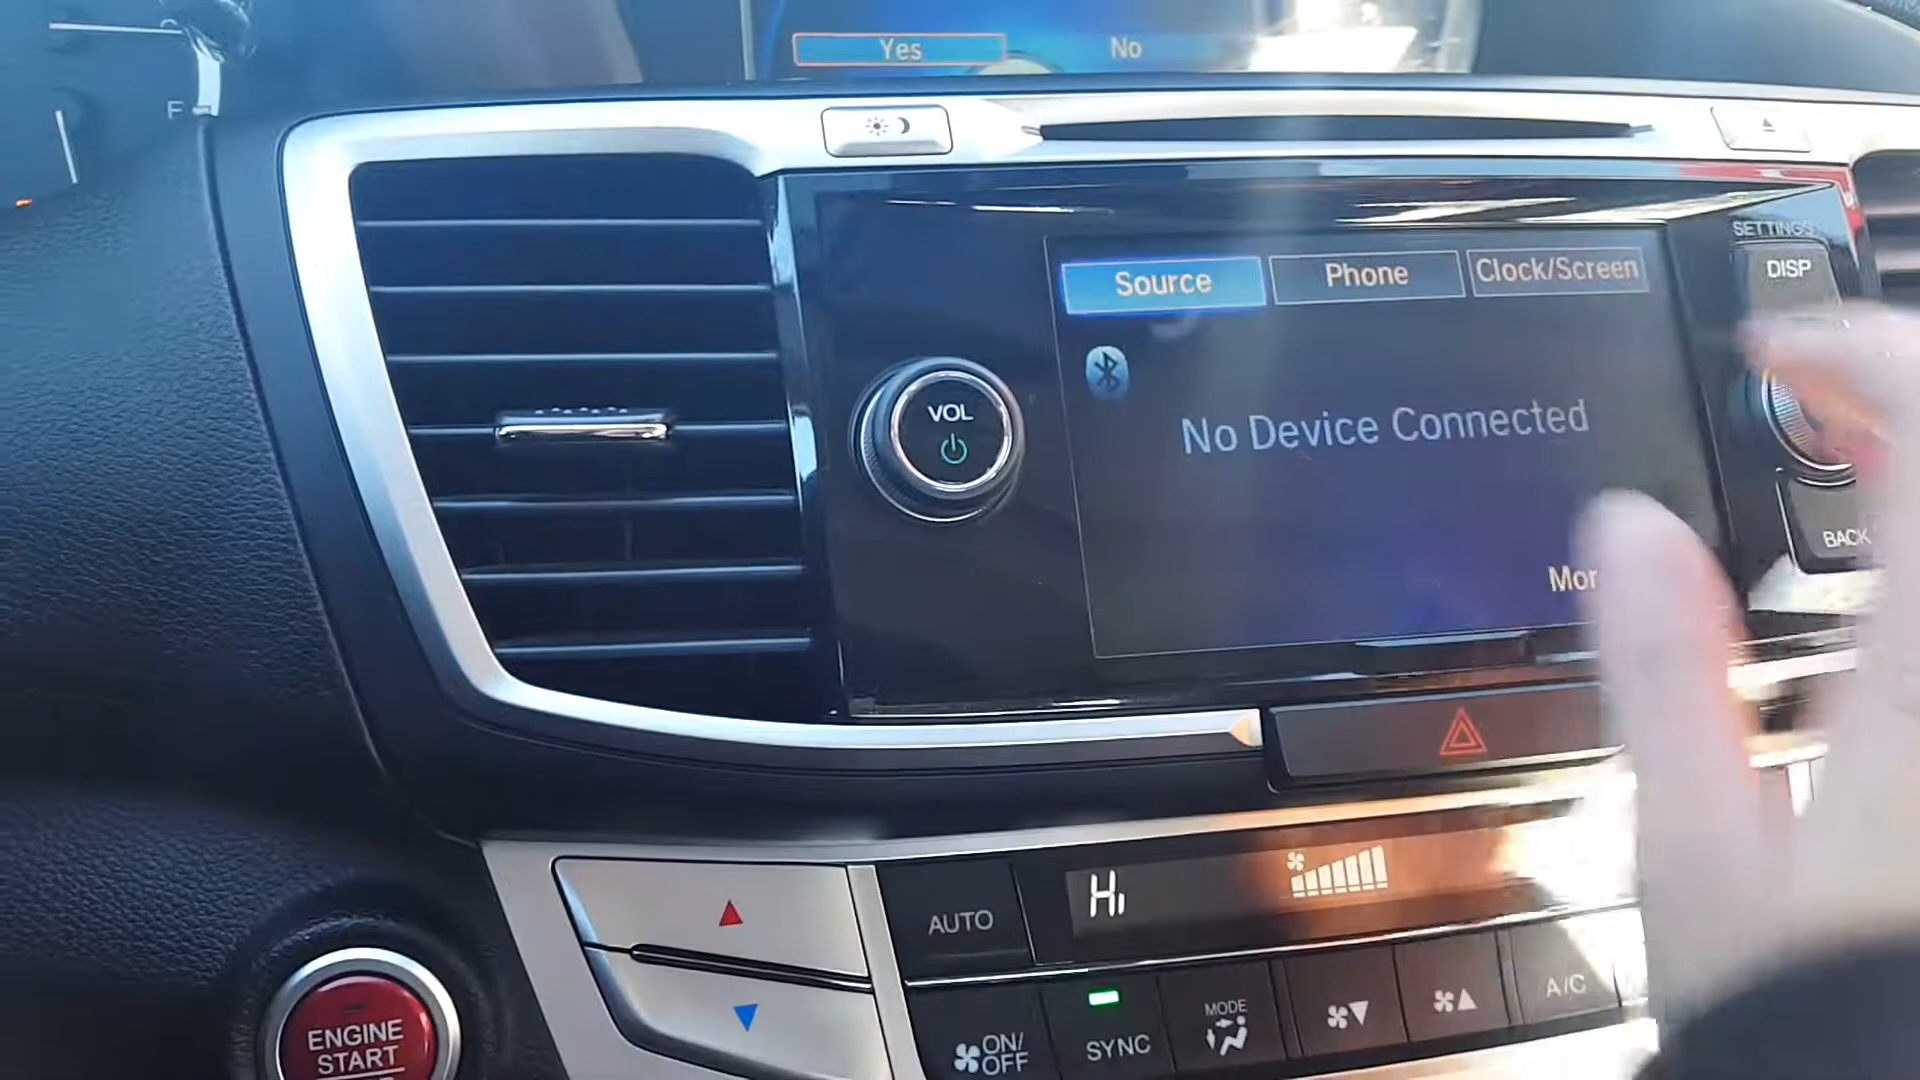 Yes No
F
SETTINGS
DISP
Source Phone Clock/Screen
VOL
No Device Connected
BACK
AUTO
Hi
ENGINE
START
ON/
OFF
SYNC
MODE
A/C